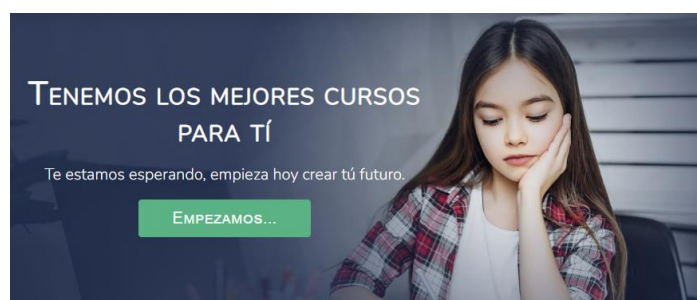 Tenemos los mejores cursos
para tí
Te estamos esperando, empieza hoy crear tú futuro.
Empezamos...